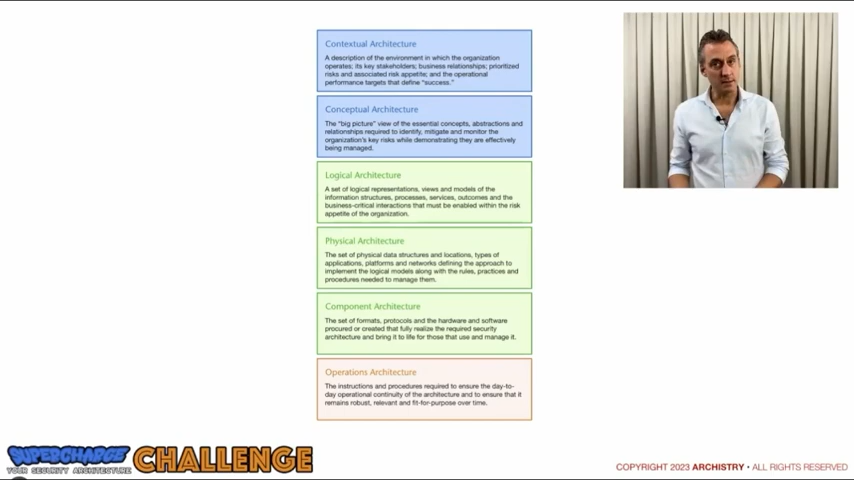 Contextual Architecture
A description of the environment in which the organization
operates; its key stakeholders; business relationships; prioritized
risks and associated risk appetite; and the operational
performance targets that define "success."
Conceptual Architecture
The "big picture" view of the essential concepts, abstractions and
relationships required to identify, mitigate and monitor the
organization's key risks while demonstrating they are effectively
being managed.
Logical Architecture
A set of logical representations, views and models of the
information structures, processes, services, outcomes and the
business-critical interactions that must be enabled within the risk
appetite of the organization.
Physical Architecture
The set of physical data structures and locations, types of
applications, platforms and networks defining the approach to
implement the logical models along with the rules, practices and
procedures needed to manage them.
Component Architecture
The set of formats, protocols and the hardware and software
procured or created that fully realize the required security
architecture and bring it to life for those that use and manage it.
Operations Architecture
The instructions and procedures required to ensure the day-to-
day operational continuity of the architecture and to ensure that it
remains robust, relevant and fit-for-purpose over time.
SUPERCHARGE
YOUR SECURITY ARCHITECTURE
CHALLENGE
COPYRIGHT 2023 ARCHISTRY • ALL RIGHTS RESERVED